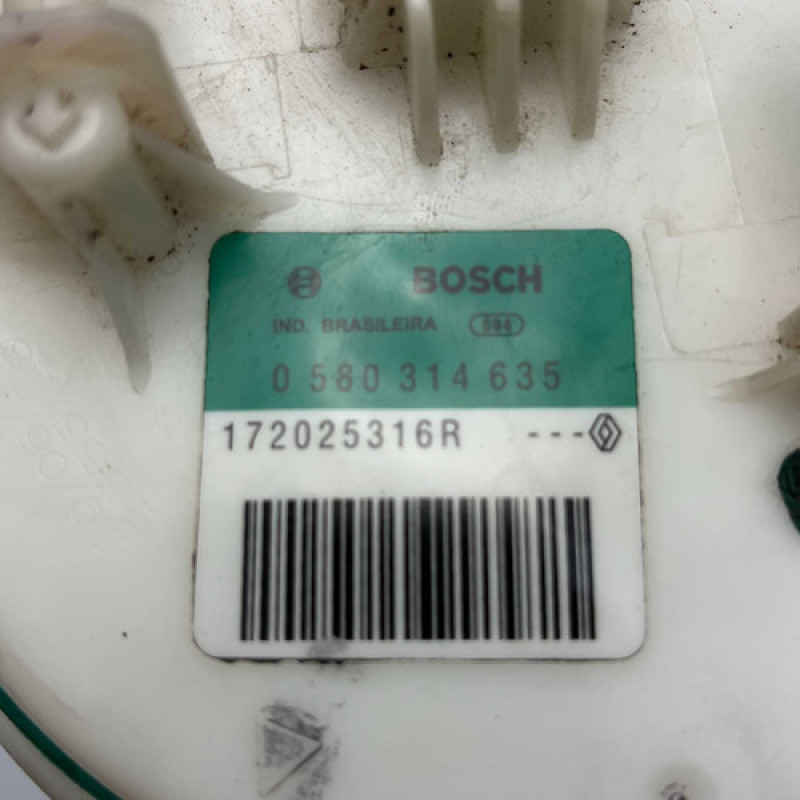 BOSCH
IND. BRASILEIRA
0 580 314 635
172025316R ---